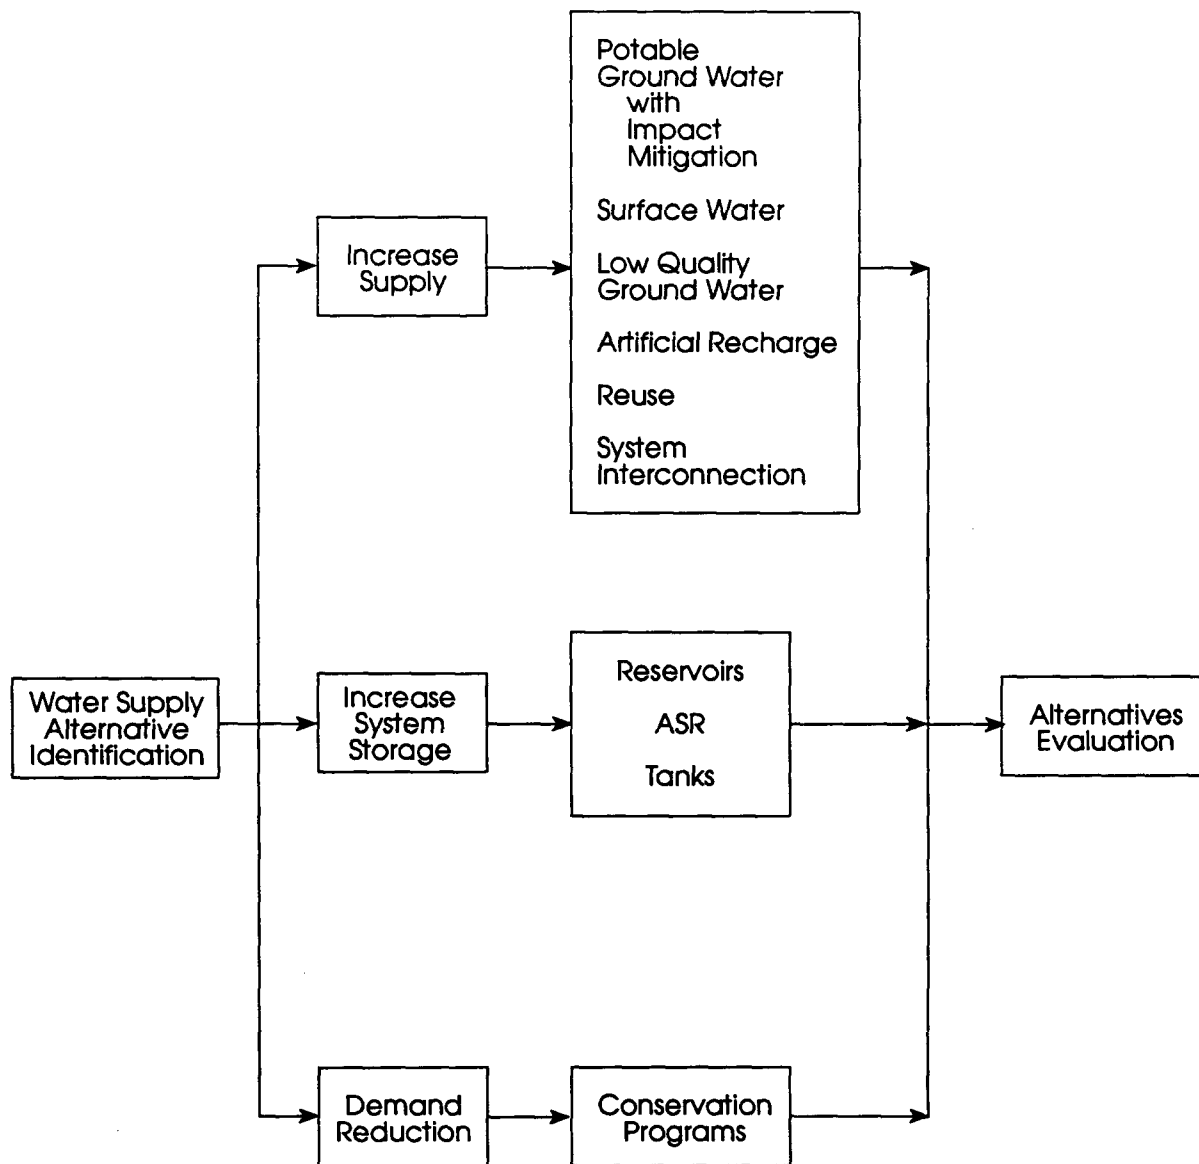 Potable
Ground Water
with
Impact
Mitigation
Surface Water
Low Quality
Ground Water
Artificial Recharge
Reuse
System
Interconnection
Increase
Supply
Water Supply
Alternative
Identification
Increase
System
Storage
Reservoirs
ASR
Tanks
Alternatives
Evaluation
Demand
Reduction
Conservation
Programs